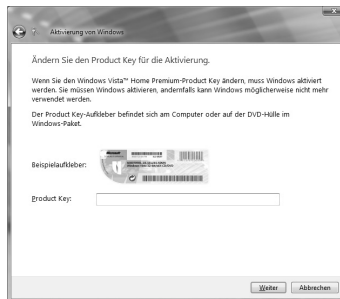 Aktivierung von Windows
Ändern Sie den Product Key für die Aktivierung.
Wenn Sie den Windows Vista™ Home Premium-Product Key ändern, muss Windows aktiviert
werden. Sie müssen Windows aktivieren, andernfalls kann Windows möglicherweise nicht mehr
verwendet werden.
Der Product Key-Aufkleber befindet sich am Computer oder auf der DVD-Hülle im
Windows-Paket.
Beispielaufkleber:
Product Key:
Weiter Abbrechen